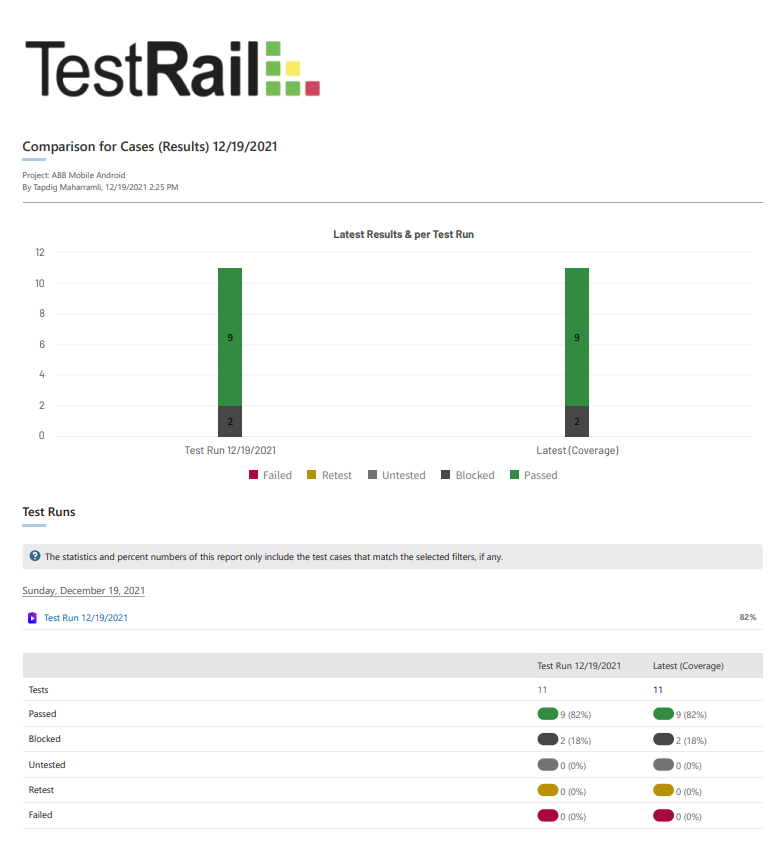 TestRail
Comparison for Cases (Results) 12/19/2021
Project: ABB Mobile Android
By Tapdig Maharramli, 12/19/2021 2:25 PM
Latest Results & per Test Run
12
10
8
6
4
2
0
9
2
9
2
Test Run 12/19/2021 Latest (Coverage)
Failed Retest Untested Blocked Passed
Test Runs
? The statistics and percent numbers of this report only include the test cases that match the selected filters, if any.
Sunday, December 19, 2021
Test Run 12/19/2021 82%
Test Run 12/19/2021 Latest (Coverage)
Tests 11 11
Passed 9 (82%) 9 (82%)
Blocked 2 (18%) 2 (18%)
Untested 0 (0%) 0 (0%)
Retest 0 (0%) 0 (0%)
Failed 0 (0%) 0 (0%)